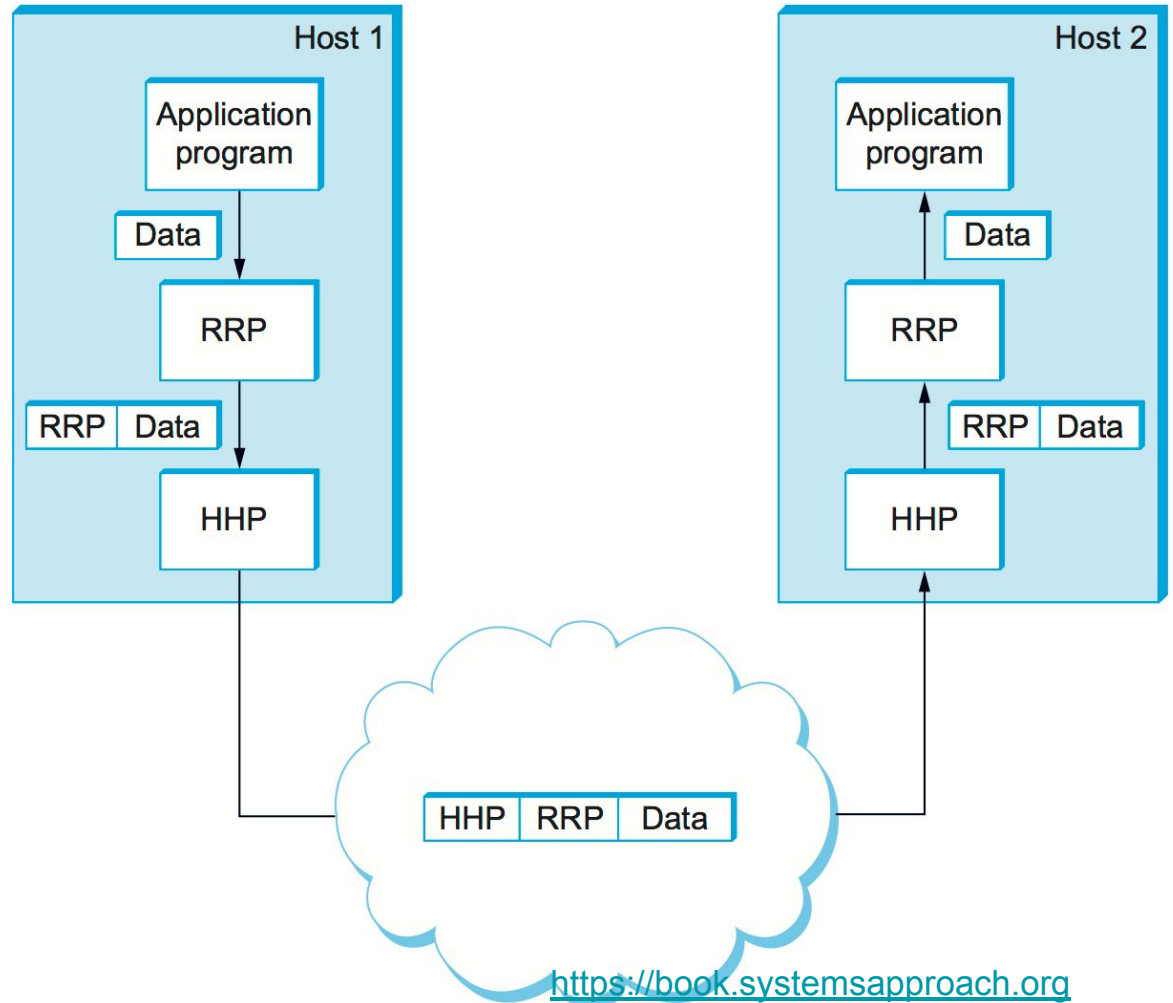 Host 1
Application
program
Data
RRP
RRP Data
HHP
Host 2
Application
program
Data
RRP
RRP Data
HHP
HHP RRP Data
https://book.systemsapproach.org